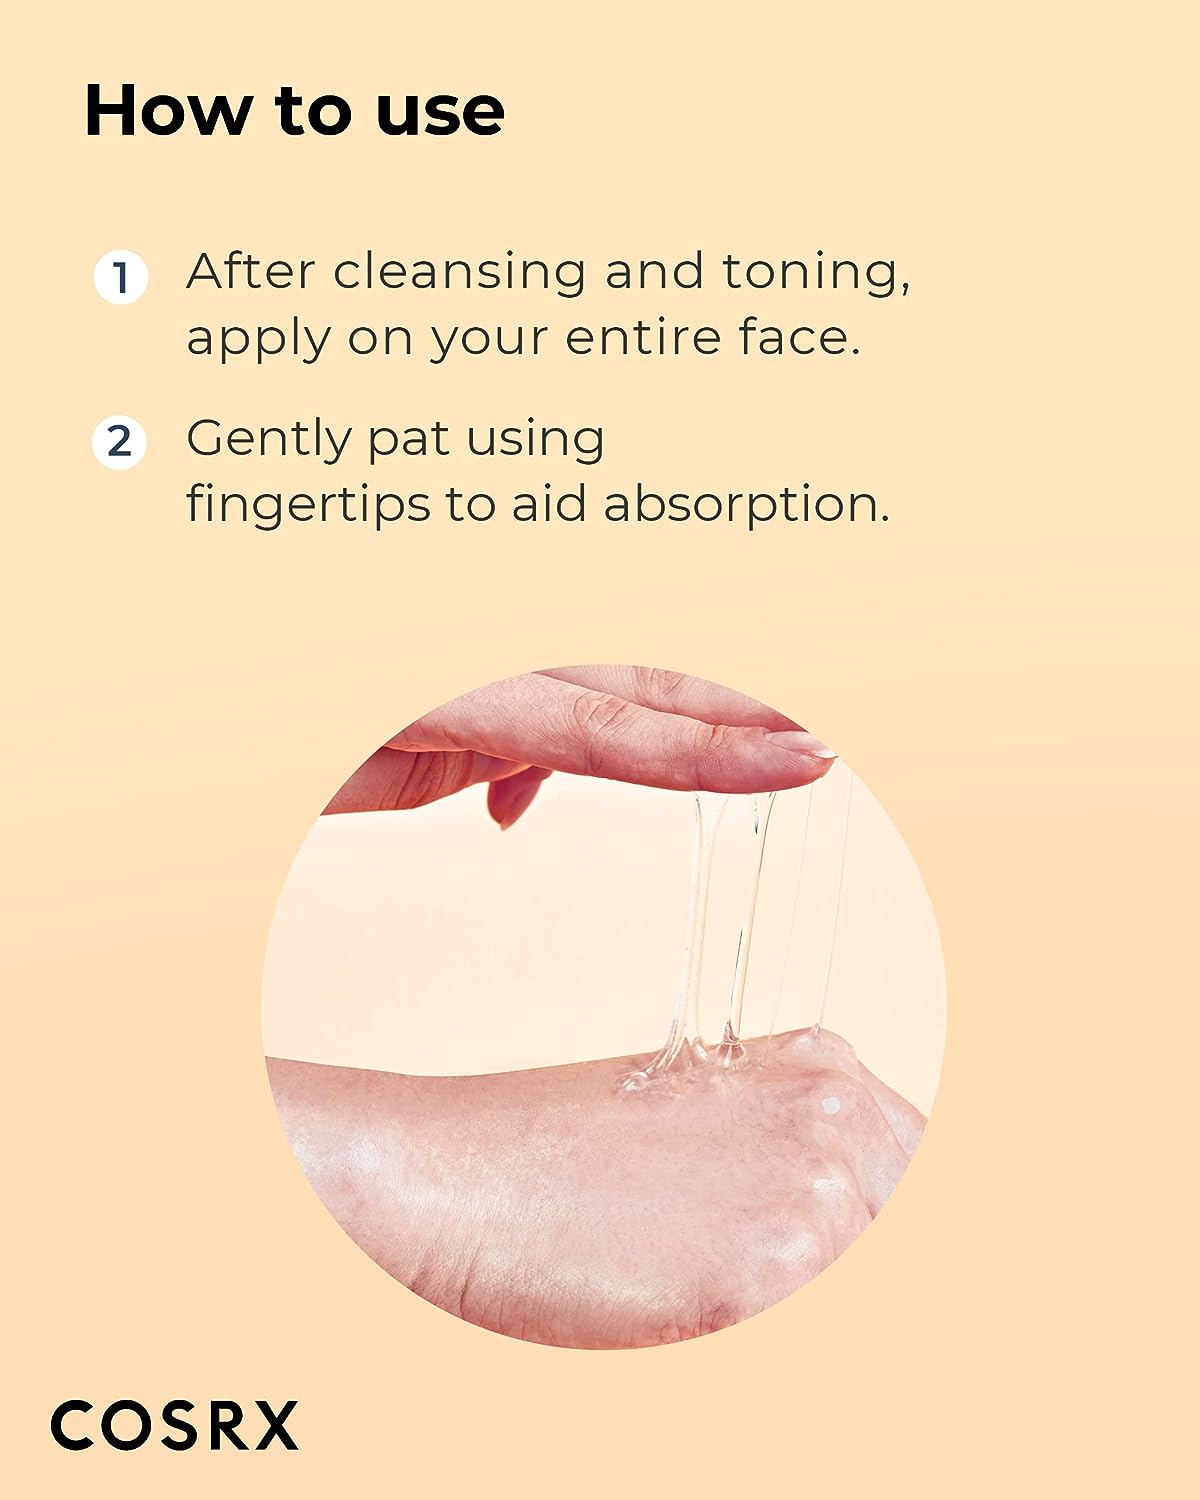 How to use
1 After cleansing and toning,
apply on your entire face.
2 Gently pat using
fingertips to aid absorption.
COSRX